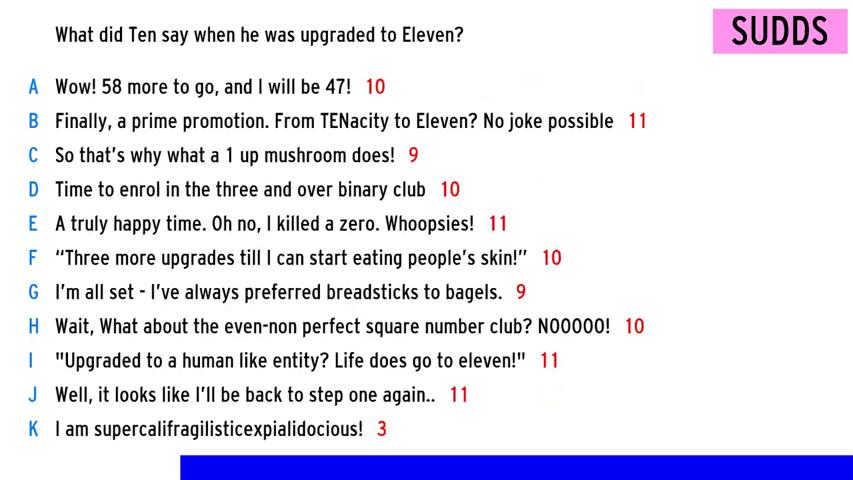 What did Ten say when he was upgraded to Eleven?
SUDDS
A Wow! 58 more to go, and I will be 47! 10
B Finally, a prime promotion. From TENacity to Eleven? No joke possible 11
C So that's why what a 1 up mushroom does! 9
D Time to enrol in the three and over binary club 10
E A truly happy time. Oh no, I killed a zero. Whoopsies! 11
F “Three more upgrades till I can start eating people's skin!” 10
G I'm all set - I've always preferred breadsticks to bagels. 9
H Wait, What about the even-non perfect square number club? NOOOOO! 10
I "Upgraded to a human like entity? Life does go to eleven!" 11
J Well, it looks like I'll be back to step one again.. 11
K I am supercalifragilisticexpialidocious! 3